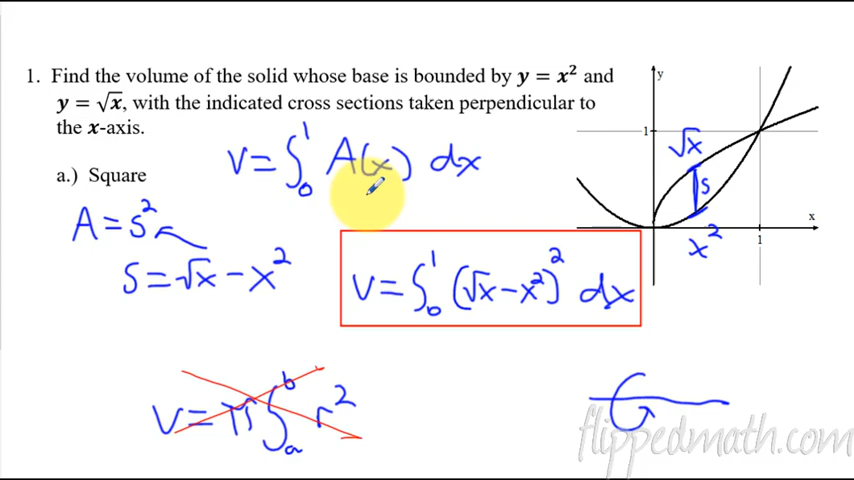 1. Find the volume of the solid whose base is bounded by y = x² and
y = √x, with the indicated cross sections taken perpendicular to
the x-axis.
a.) Square
V = ∫₀¹ A(x) dx
A = s²
s = √x − x²
V = ∫₀¹ (√x − x²)² dx
V = π ∫ₐᵇ r²
y
1
√x
s
x
x²
1
flippedmath.com